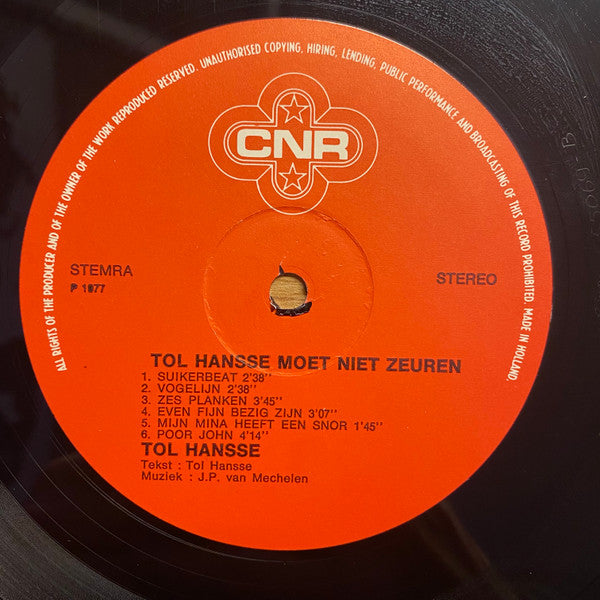 ALL RIGHTS OF THE PRODUCER AND OF THE OWNER OF THE WORK REPRODUCED RESERVED. UNAUTHORISED COPYING, HIRING, LENDING, PUBLIC PERFORMANCE AND BROADCASTING OF THIS RECORD PROHIBITED. MADE IN HOLLAND.
CNR
STEMRA
STEREO
P 1977
TOL HANSSE MOET NIET ZEUREN
1. SUIKERBEAT 2'38''
2. VOGELIJN 2'38''
3. ZES PLANKEN 3'45''
4. EVEN FIJN BEZIG ZIJN 3'07''
5. MIJN MINA HEEFT EEN SNOR 1'45''
6. POOR JOHN 4'14''
TOL HANSSE
Tekst : Tol Hansse
Muziek : J.P. van Mechelen